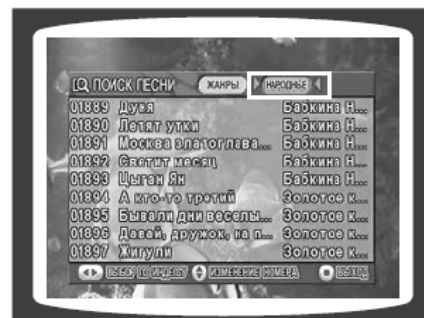 ПОИСК ПЕСНИ ЖАНРЫ НАРОДНЫЕ
01889 Дуня Бабкина Н...
01890 Летят утки Бабкина Н...
01891 Москва златоглава... Бабкина Н...
01892 Светит месяц Бабкина Н...
01893 Цыган Ян Бабкина Н...
01894 А кто-то третий Золотое к...
01895 Бывали дни веселы... Золотое к...
01896 Давай, дружок, на п... Золотое к...
01897 Жигули Золотое к...
ВЫБОР ПО ИНДЕКСУ ИЗМЕНЕНИЕ НОМЕРА ВЫХОД